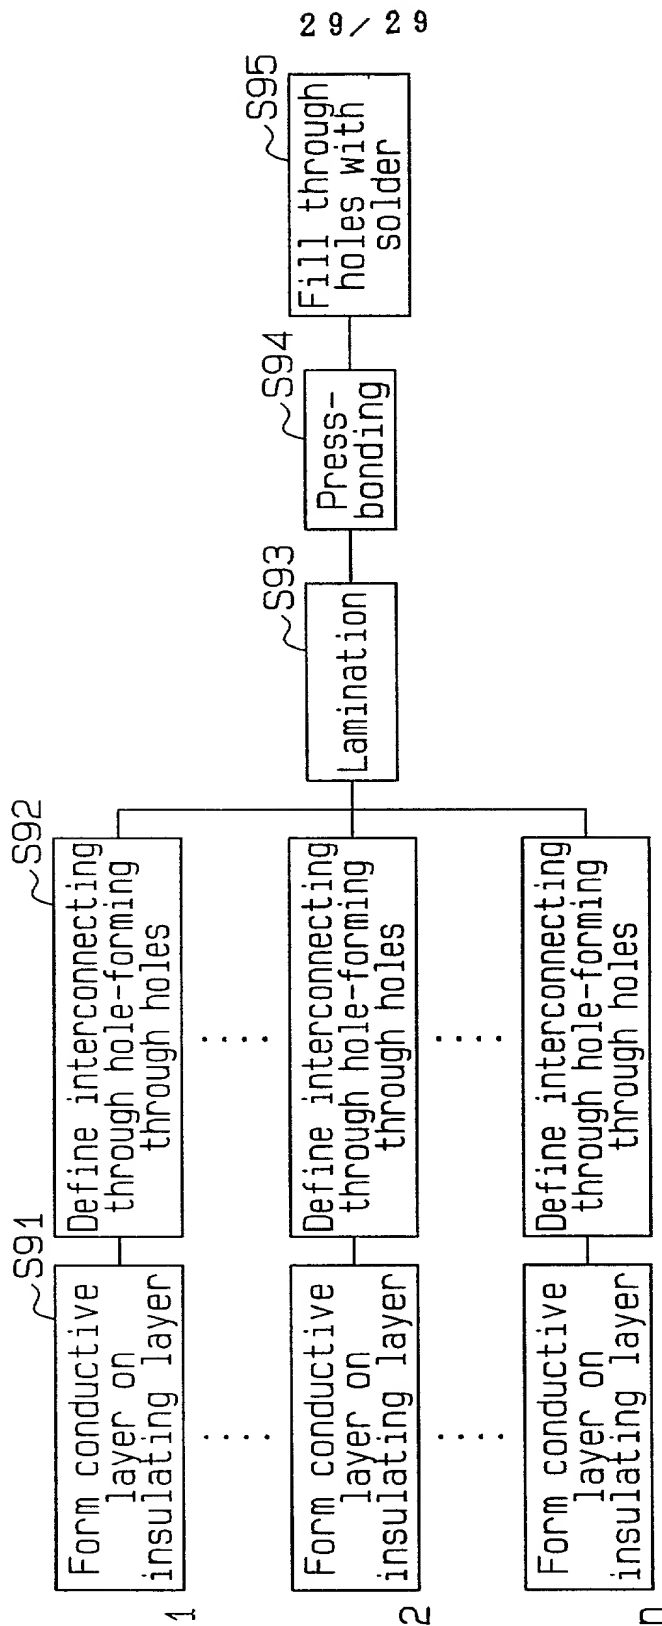 29/29
S91
Form conductive
layer on
insulating layer
1
S92
Define interconnecting
through hole-forming
through holes
Form conductive
layer on
insulating layer
2
Define interconnecting
through hole-forming
through holes
Form conductive
layer on
insulating layer
n
Define interconnecting
through hole-forming
through holes
S93
Lamination
S94
Press-
bonding
S95
Fill through
holes with
solder